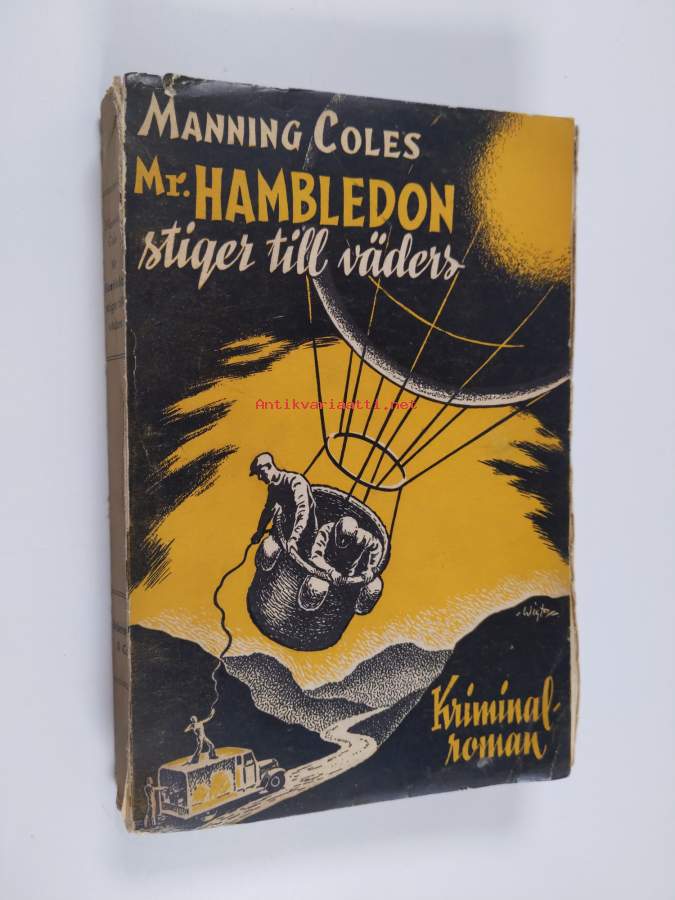 MANNING COLES
Mr. HAMBLEDON
stiger till väders
Antikvariaatti.net
Kriminal-
roman